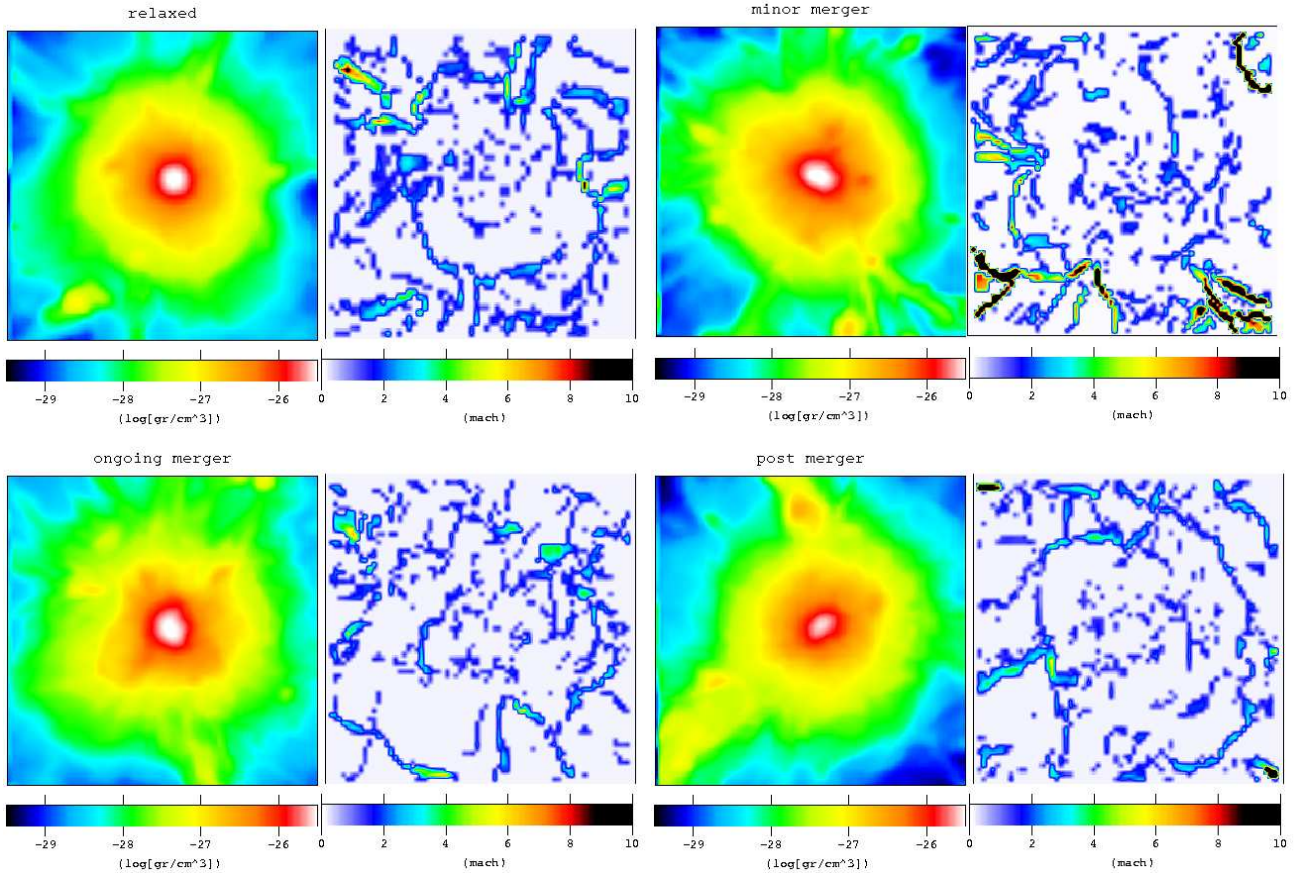 relaxed
minor merger
-29 -28 -27 -26
(log[gr/cm^3])
0 2 4 6 8 10
(mach)
-29 -28 -27 -26
(log[gr/cm^3])
0 2 4 6 8 10
(mach)
ongoing merger
post merger
-29 -28 -27 -26
(log[gr/cm^3])
0 2 4 6 8 10
(mach)
-29 -28 -27 -26
(log[gr/cm^3])
0 2 4 6 8 10
(mach)